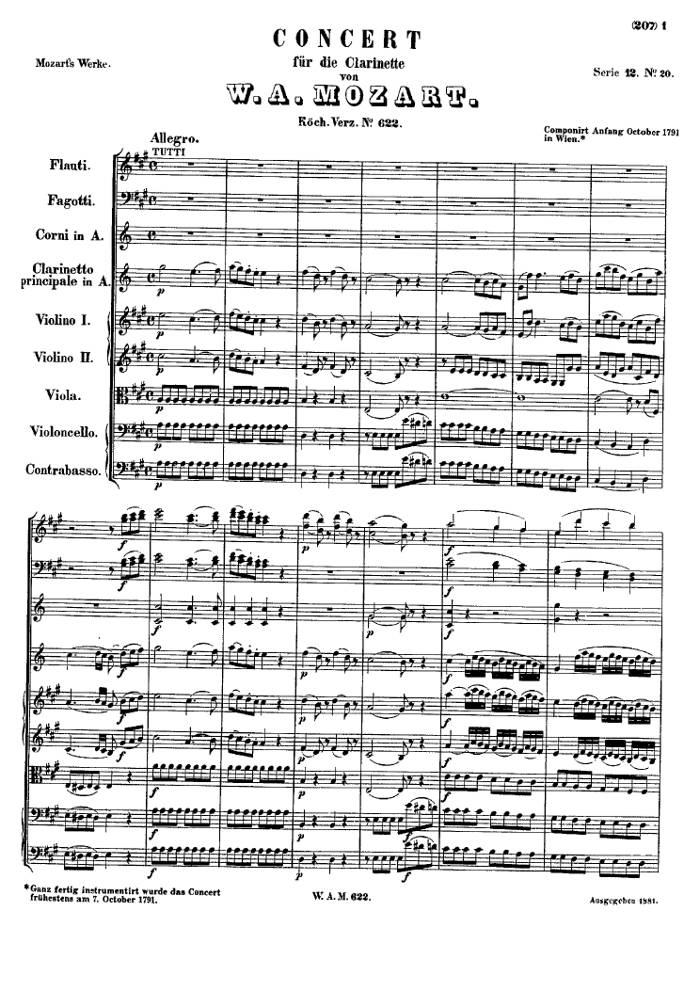 (207) 1
CONCERT
für die Clarinette
von
W. A. MOZART.
Mozart's Werke.
Serie 12. No 20.
Köch. Verz. No 622.
Componirt Anfang October 1791
in Wien.*
Allegro.
TUTTI
Flauti.
Fagotti.
Corni in A.
Clarinetto
principale in A.
Violino I.
Violino II.
Viola.
Violoncello.
Contrabasso.
*Ganz fertig instrumentirt wurde das Concert
frühestens am 7. October 1791.
W. A. M. 622.
Ausgegeben 1881.